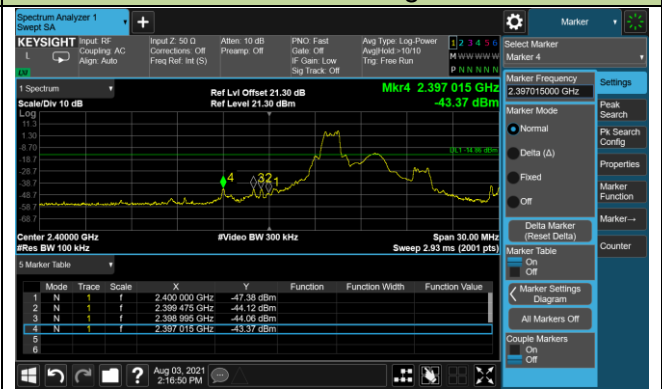 Spectrum Analyzer 1
Swept SA
+
Marker
KEYSIGHT
L
Input: RF
Coupling: AC
Align: Auto
Input Z: 50 Ω
Corrections: Off
Freq Ref: Int (S)
Atten: 10 dB
Preamp: Off
PNO: Fast
Gate: Off
IF Gain: Low
Sig Track: Off
Avg Type: Log-Power
Avg|Hold:>10/10
Trig: Free Run
1 2 3 4 5 6
M W W W W W
P N N N N N
Select Marker
Marker 4
LW
1 Spectrum
Scale/Div 10 dB
Ref Lvl Offset 21.30 dB
Ref Level 21.30 dBm
Mkr4 2.397 015 GHz
-43.37 dBm
Log
11.3
1.30
-8.70
-18.7
-28.7
-38.7
-48.7
-58.7
-68.7
4
3
2
1
Center 2.40000 GHz
#Res BW 100 kHz
#Video BW 300 kHz
Span 30.00 MHz
Sweep 2.93 ms (2001 pts)
5 Marker Table
Mode Trace Scale X Y Function Function Width Function Value
1 N 1 f 2.400 000 GHz -47.38 dBm
2 N 1 f 2.399 475 GHz -44.12 dBm
3 N 1 f 2.398 995 GHz -44.06 dBm
4 N 1 f 2.397 015 GHz -43.37 dBm
5
6
Marker Frequency
2.397015000 GHz
Marker Mode
Normal
Delta (Δ)
Fixed
Off
Delta Marker
(Reset Delta)
Marker Table
On
Off
Marker Settings
Diagram
All Markers Off
Couple Markers
On
Off
Settings
Peak
Search
Pk Search
Config
Properties
Marker
Function
Marker→
Counter
?
Aug 03, 2021
2:16:50 PM